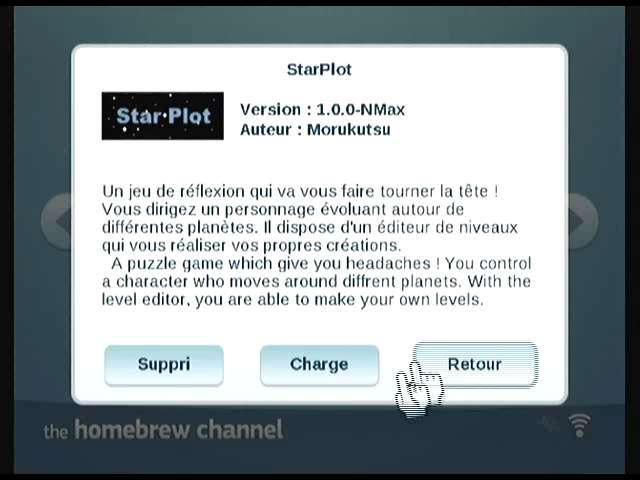 StarPlot
Star Plot
Version : 1.0.0-NMax
Auteur : Morukutsu
Un jeu de réflexion qui va vous faire tourner la tête !
Vous dirigez un personnage évoluant autour de
différentes planètes. Il dispose d'un éditeur de niveaux
qui vous réaliser vos propres créations.
A puzzle game which give you headaches ! You control
a character who moves around diffrent planets. With the
level editor, you are able to make your own levels.
Suppri
Charge
Retour
the homebrew channel